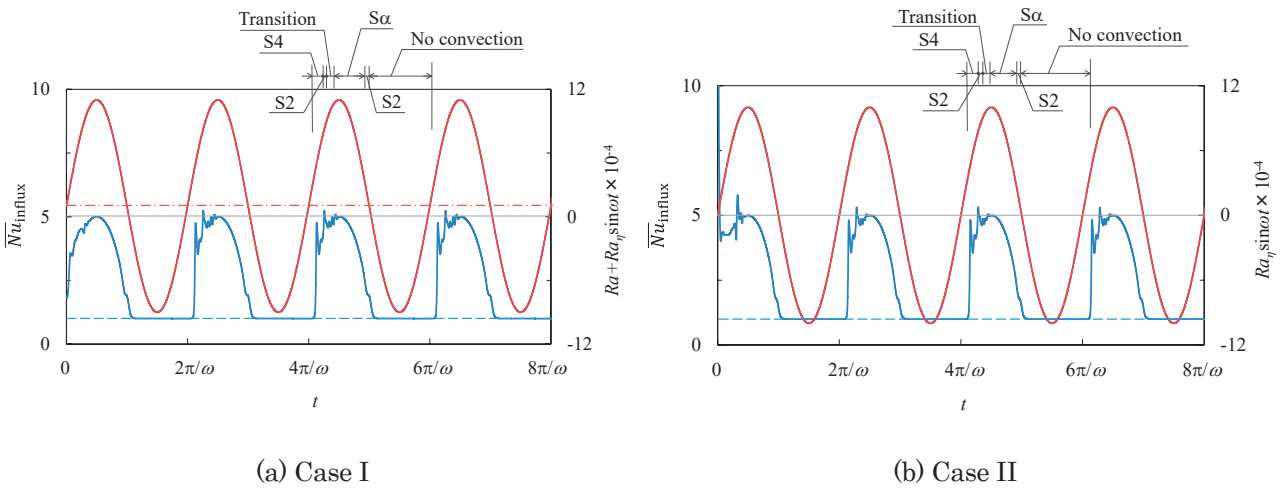 Transition
Sα
S4
No convection
S2
S2
10
5
0
12
0
-12
Nu influx
Ra+Raη sinωt × 10-4
0
2π/ω
4π/ω
6π/ω
8π/ω
t
(a) Case I
Transition
Sα
S4
No convection
S2
S2
10
5
0
12
0
-12
Nu influx
Raη sinωt × 10-4
0
2π/ω
4π/ω
6π/ω
8π/ω
t
(b) Case II